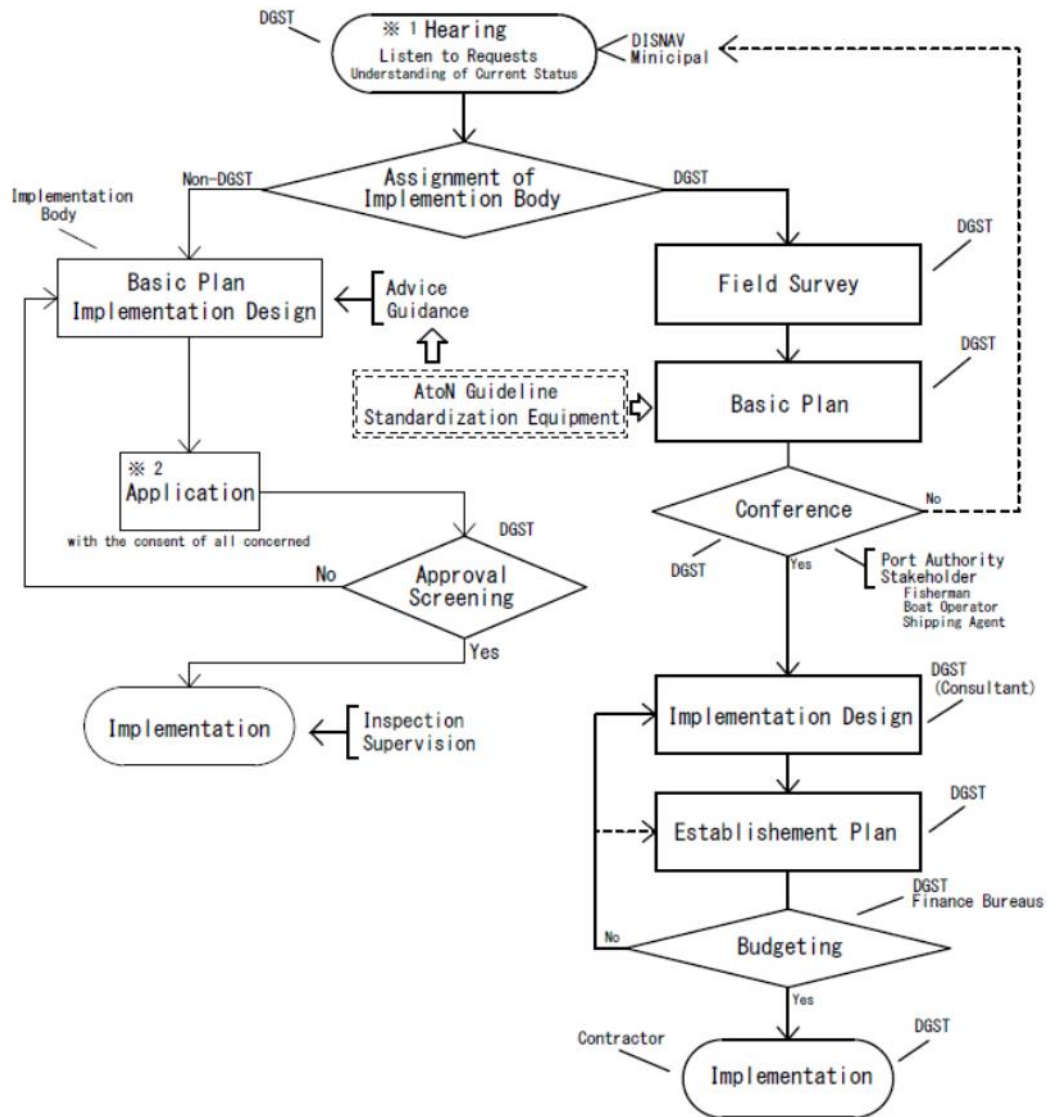 DGST
※ 1 Hearing
Listen to Requests
Understanding of Current Status
DISNAV
Minicipal
Assignment of
Implemention Body
Non-DGST
DGST
Implementation
Body
Basic Plan
Implementation Design
Advice
Guidance
DGST
Field Survey
AtoN Guideline
Standardization Equipment
DGST
Basic Plan
※ 2
Application
with the consent of all concerned
DGST
Approval
Screening
No
Yes
Implementation
Inspection
Supervision
Conference
No
Yes
DGST
Port Authority
Stakeholder
Fisherman
Boat Operator
Shipping Agent
DGST
(Consultant)
Implementation Design
DGST
Establishement Plan
DGST
Finance Bureaus
Budgeting
No
Yes
Contractor
DGST
Implementation